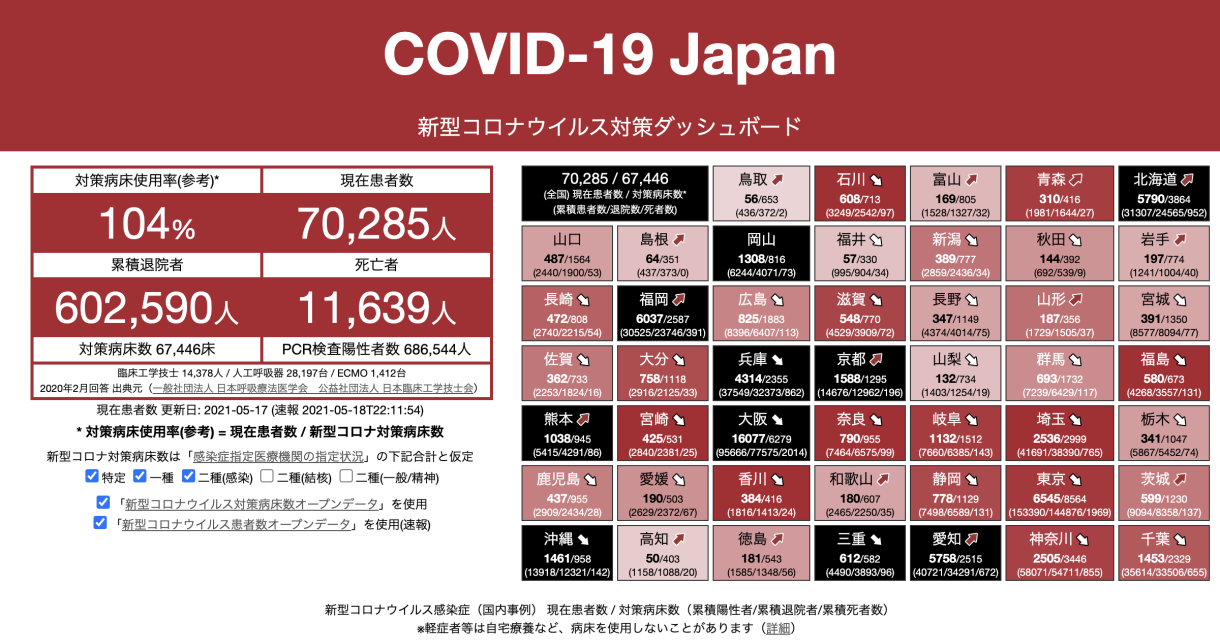 COVID-19 Japan
新型コロナウイルス対策ダッシュボード
対策病床使用率(参考)*
現在患者数
104%
70,285人
累積退院者
死亡者
602,590人
11,639人
対策病床数 67,446床
PCR検査陽性者数 686,544人
臨床工学技士 14,378人 / 人工呼吸器 28,197台 / ECMO 1,412台
2020年2月回答 出典元（一般社団法人 日本呼吸療法医学会　公益社団法人 日本臨床工学技士会）
現在患者数 更新日: 2021-05-17 (速報 2021-05-18T22:11:54)
* 対策病床使用率(参考) = 現在患者数 / 新型コロナ対策病床数
新型コロナ対策病床数は「感染症指定医療機関の指定状況」の下記合計と仮定
特定 一種 二種(感染) 二種(結核) 二種(一般/精神)
「新型コロナウイルス対策病床数オープンデータ」を使用
「新型コロナウイルス患者数オープンデータ」を使用(速報)
70,285 / 67,446
(全国) 現在患者数 / 対策病床数*
(累積患者数/退院数/死者数)
鳥取
56/653
(436/372/2)
石川
608/713
(3249/2542/97)
富山
169/805
(1528/1327/32)
青森
310/416
(1981/1644/27)
北海道
5790/3864
(31307/24565/952)
山口
487/1564
(2440/1900/53)
島根
64/351
(437/373/0)
岡山
1308/816
(6244/4071/73)
福井
57/330
(995/904/34)
新潟
389/777
(2859/2436/34)
秋田
144/392
(692/539/9)
岩手
197/774
(1241/1004/40)
長崎
472/808
(2740/2215/54)
福岡
6037/2587
(30525/23746/391)
広島
825/1883
(8396/6407/113)
滋賀
548/770
(4529/3909/72)
長野
347/1149
(4374/4014/75)
山形
187/356
(1729/1505/37)
宮城
391/1350
(8577/8094/77)
佐賀
362/733
(2253/1824/16)
大分
758/1118
(2916/2125/33)
兵庫
4314/2355
(37549/32373/862)
京都
1588/1295
(14676/12962/196)
山梨
132/734
(1403/1254/19)
群馬
693/1732
(7239/6429/117)
福島
580/673
(4268/3557/131)
熊本
1038/945
(5415/4291/86)
宮崎
425/531
(2840/2381/25)
大阪
16077/6279
(95666/77575/2014)
奈良
790/955
(7464/6575/99)
岐阜
1132/1512
(7660/6385/143)
埼玉
2536/2999
(41691/38390/765)
栃木
341/1047
(5867/5452/74)
鹿児島
437/955
(2909/2434/28)
愛媛
190/503
(2629/2372/67)
香川
384/416
(1816/1413/24)
和歌山
180/607
(2465/2250/35)
静岡
778/1129
(7498/6589/131)
東京
6545/8564
(153390/144876/1969)
茨城
599/1230
(9094/8358/137)
沖縄
1461/958
(13918/12321/142)
高知
50/403
(1158/1088/20)
徳島
181/543
(1585/1348/56)
三重
612/582
(4490/3893/96)
愛知
5758/2515
(40721/34291/672)
神奈川
2505/3446
(58071/54711/855)
千葉
1453/2329
(35614/33506/655)
新型コロナウイルス感染症（国内事例） 現在患者数 / 対策病床数（累積陽性者/累積退院者/累積死者数）
※軽症者等は自宅療養など、病床を使用しないことがあります（詳細）